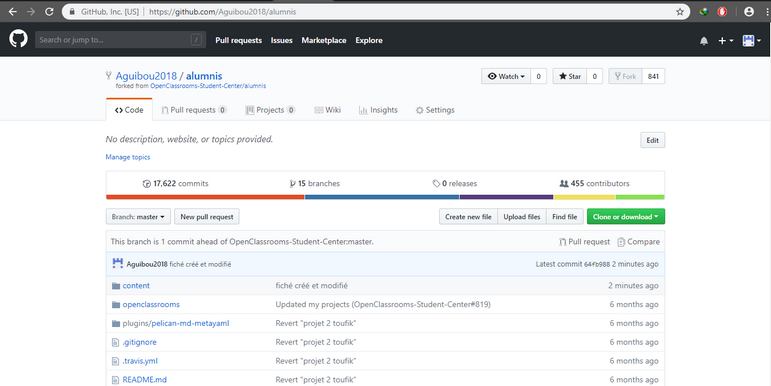 GitHub, Inc. [US] | https://github.com/Aguibou2018/alumnis
Search or jump to... / Pull requests Issues Marketplace Explore
Aguibou2018 / alumnis Watch 0 Star 0 Fork 841
forked from OpenClassrooms-Student-Center/alumnis
Code Pull requests 0 Projects 0 Wiki Insights Settings
No description, website, or topics provided. Edit
Manage topics
17,622 commits 15 branches 0 releases 455 contributors
Branch: master New pull request Create new file Upload files Find file Clone or download
This branch is 1 commit ahead of OpenClassrooms-Student-Center:master. Pull request Compare
Aguibou2018 fiché créé et modifié Latest commit 64fb988 2 minutes ago
content fiché créé et modifié 2 minutes ago
openclassrooms Updated my projects (OpenClassrooms-Student-Center#819) 6 months ago
plugins/pelican-md-metayaml Revert "projet 2 toufik" 6 months ago
.gitignore Revert "projet 2 toufik" 6 months ago
.travis.yml Revert "projet 2 toufik" 6 months ago
README.md Revert "projet 2 toufik" 6 months ago